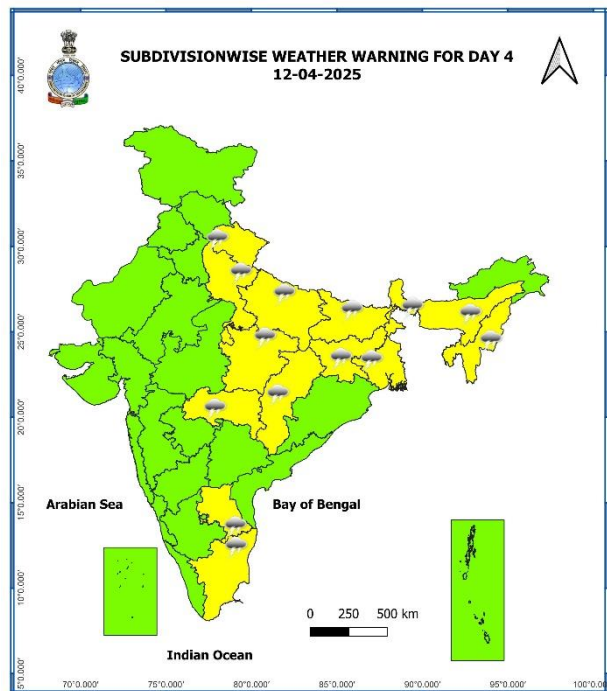 SUBDIVISIONWISE WEATHER WARNING FOR DAY 4
12-04-2025
40°0.000'
35°0.000'
30°0.000'
25°0.000'
20°0.000'
15°0.000'
10°0.000'
5°0.000'
Arabian Sea
Bay of Bengal
0 250 500 km
Indian Ocean
70°0.000' 75°0.000' 80°0.000' 85°0.000' 90°0.000' 95°0.000' 100°0.0